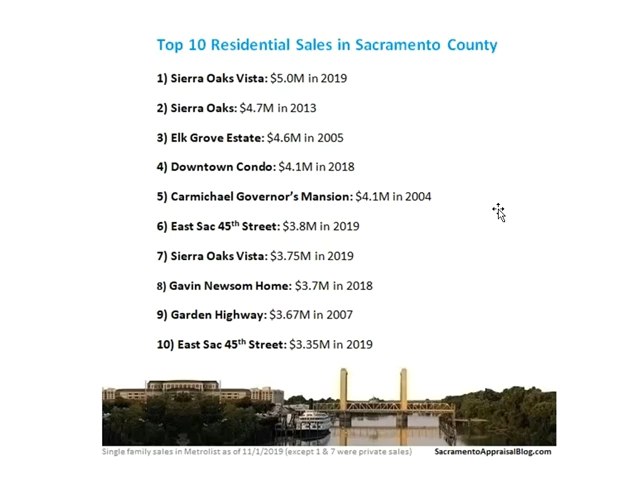 Top 10 Residential Sales in Sacramento County
1) Sierra Oaks Vista: $5.0M in 2019
2) Sierra Oaks: $4.7M in 2013
3) Elk Grove Estate: $4.6M in 2005
4) Downtown Condo: $4.1M in 2018
5) Carmichael Governor's Mansion: $4.1M in 2004
6) East Sac 45th Street: $3.8M in 2019
7) Sierra Oaks Vista: $3.75M in 2019
8) Gavin Newsom Home: $3.7M in 2018
9) Garden Highway: $3.67M in 2007
10) East Sac 45th Street: $3.35M in 2019
Single family sales in Metrolist as of 11/1/2019 (except 1 & 7 were private sales) SacramentoAppraisalBlog.com